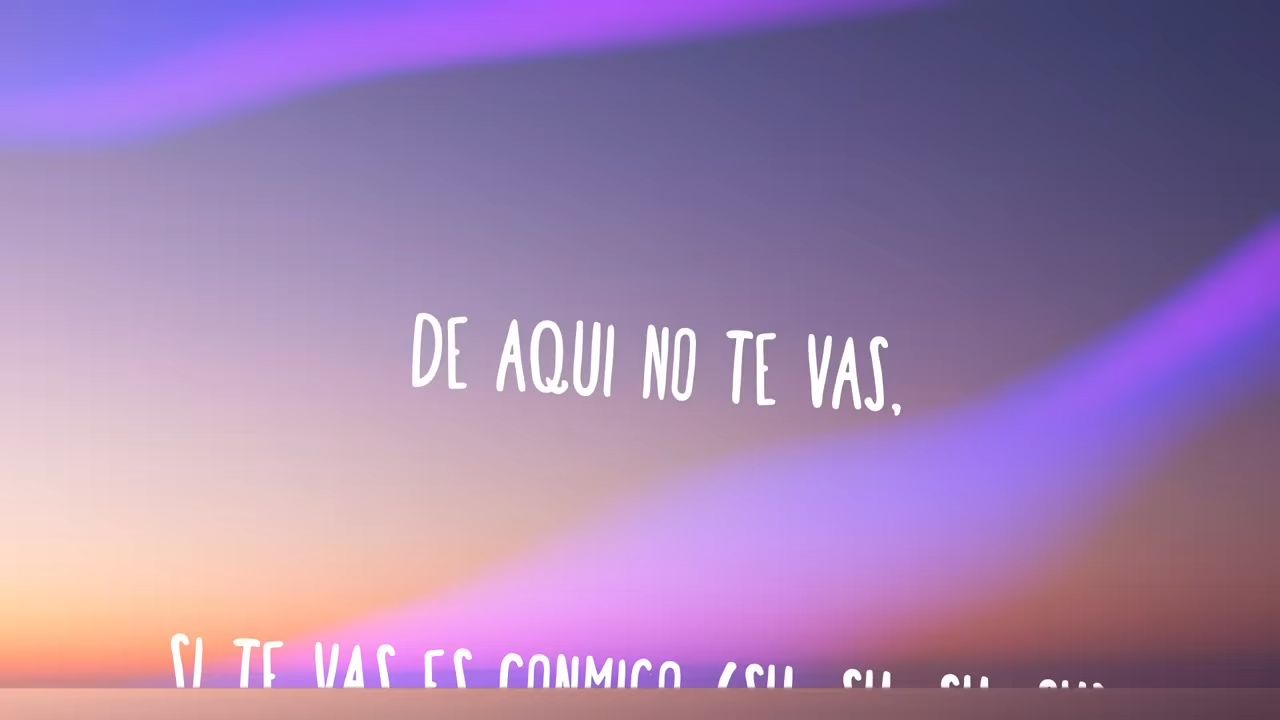 DE AQUI NO TE VAS,
SI TE VAS ES CONMIGO